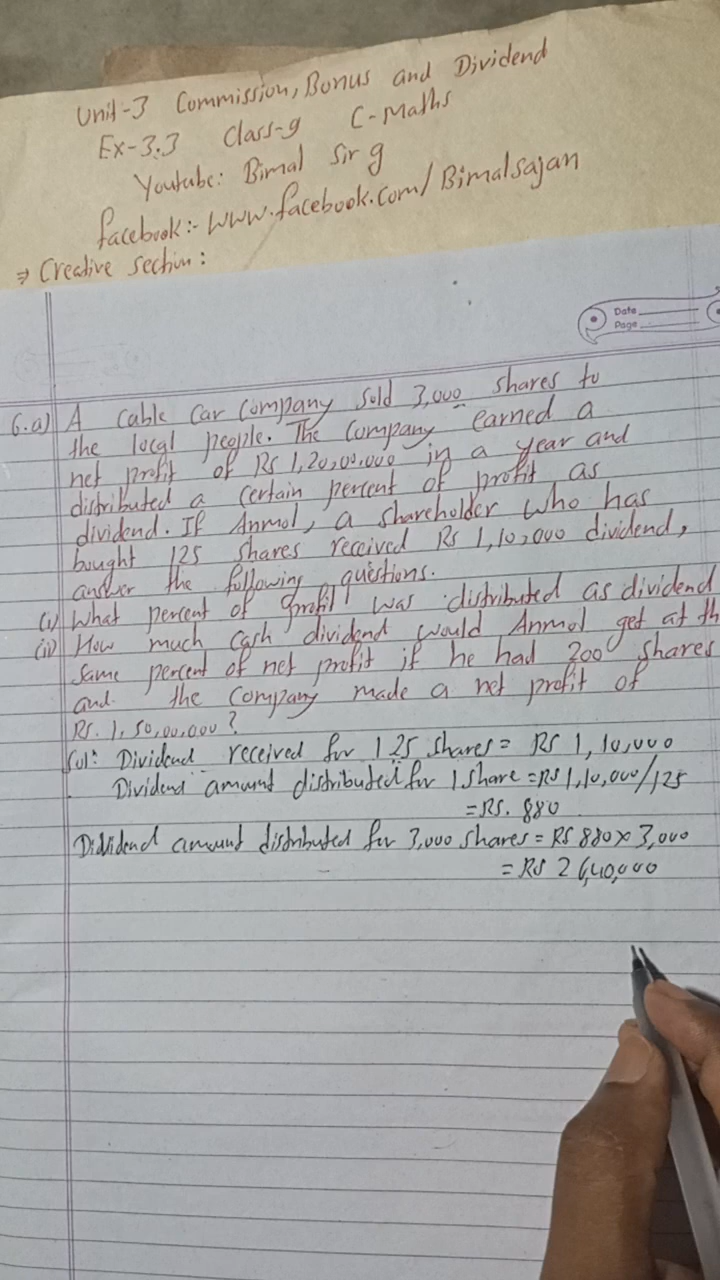 Unit-3 Commission, Bonus and Dividend
Ex-3.3 Class-9 C-Maths
Youtube: Bimal Sir g
facebook:- www.facebook.com/Bimalsajan
⇒ Creative section:
Date
Page
6.a) A cable car company sold 3,000 shares to
the local people. The company earned a
net profit of RS 1,20,00,000 in a year and
distributed a certain percent of profit as
dividend. If Anmol, a shareholder who has
bought 125 shares received RS 1,10,000 dividend,
answer the following questions.
(i) What percent of profit was distributed as dividend
(ii) How much cash dividend would Anmol get at th
same percent of net profit if he had 200 shares
and the company made a net profit of
Rs. 1,50,00,000?
Sol: Dividend received for 125 shares = RS 1,10,000
Dividend amount distributed for 1 share = RS 1,10,000/125
= RS. 880
Dividend amount distributed for 3,000 shares = RS 880 × 3,000
= RS 26,40,000